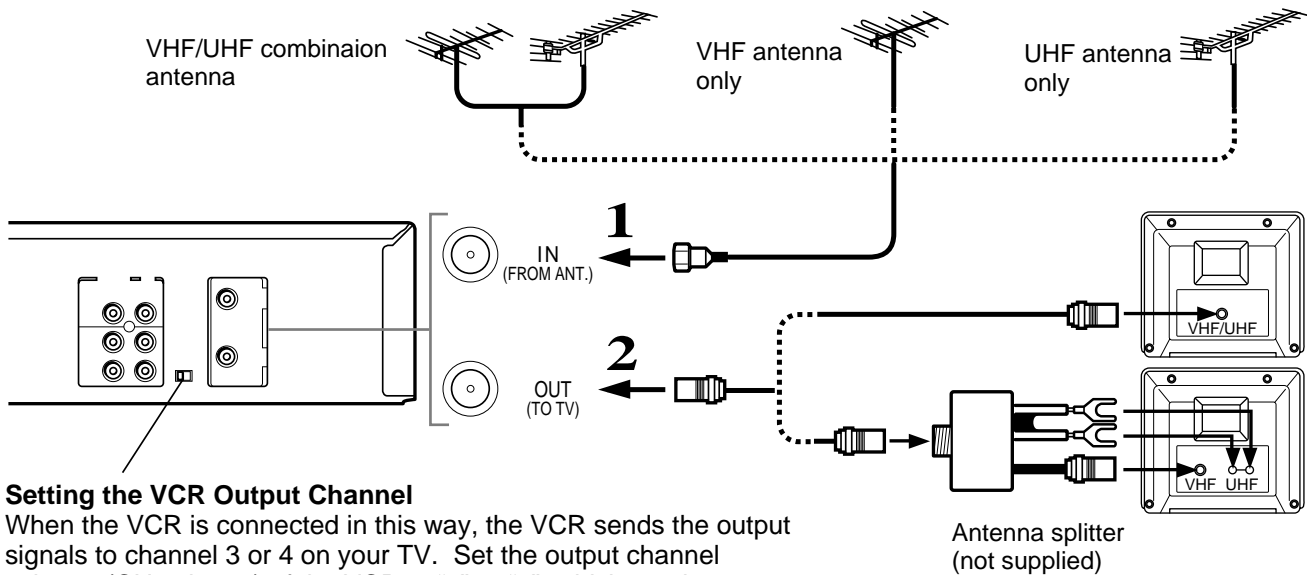 VHF/UHF combinaion
antenna
VHF antenna
only
UHF antenna
only
1
IN
(FROM ANT.)
2
OUT
(TO TV)
VHF/UHF
VHF UHF
Antenna splitter
(not supplied)
Setting the VCR Output Channel
When the VCR is connected in this way, the VCR sends the output
signals to channel 3 or 4 on your TV. Set the output channel